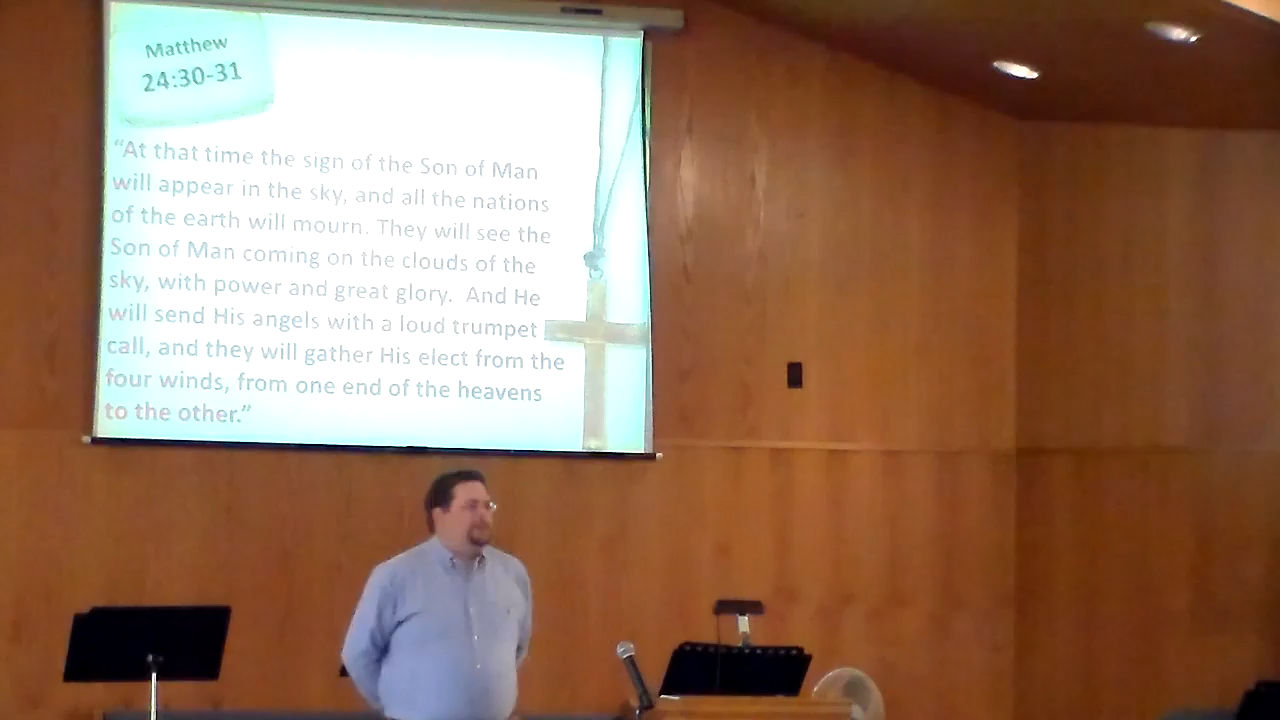 Matthew
24:30-31
“At that time the sign of the Son of Man
will appear in the sky, and all the nations
of the earth will mourn. They will see the
Son of Man coming on the clouds of the
sky, with power and great glory.  And He
will send His angels with a loud trumpet
call, and they will gather His elect from the
four winds, from one end of the heavens
to the other.”